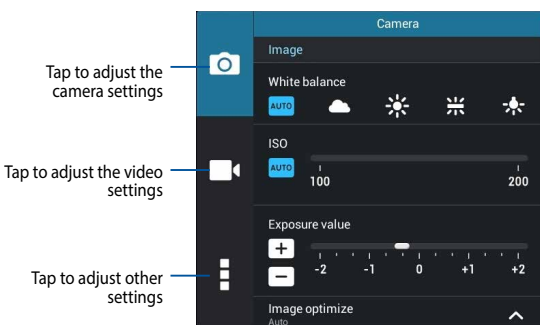 Camera
Image
Tap to adjust the
camera settings
White balance
AUTO
ISO
AUTO
100 200
Tap to adjust the video
settings
Exposure value
+
-2 -1 0 +1 +2
−
Tap to adjust other
settings
Image optimize
Auto